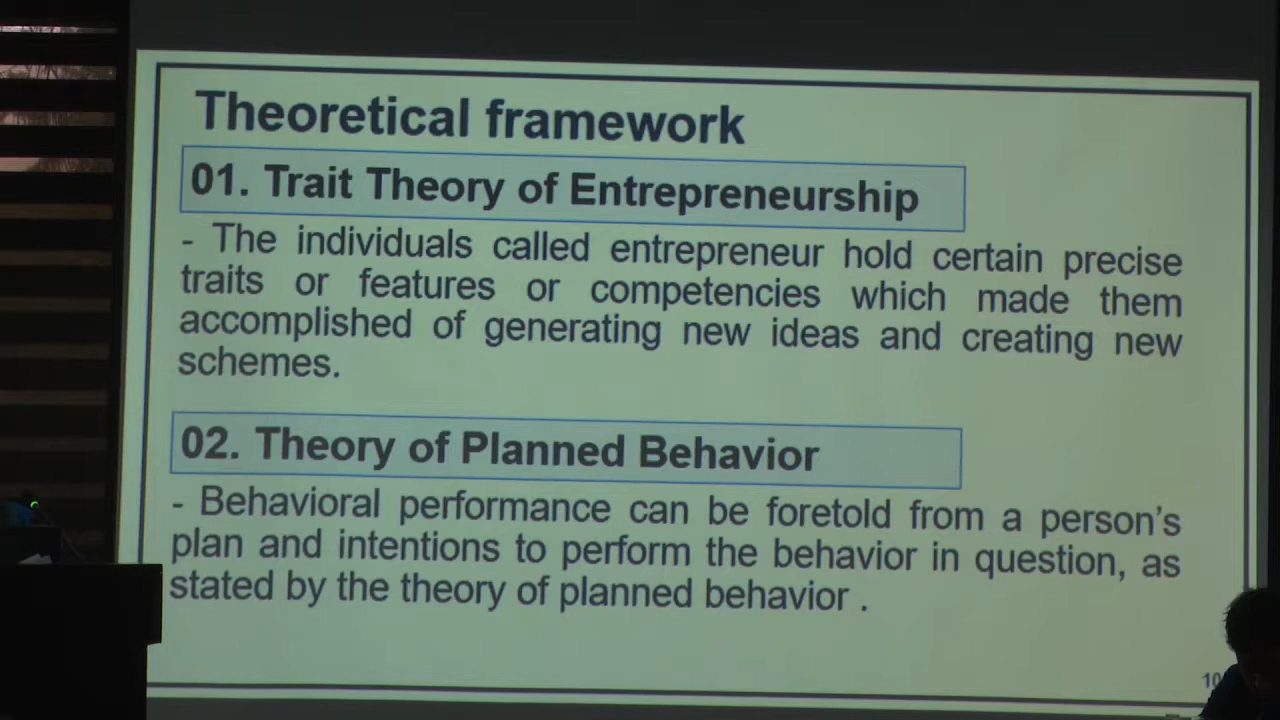 Theoretical framework
01. Trait Theory of Entrepreneurship
- The individuals called entrepreneur hold certain precise
traits or features or competencies which made them
accomplished of generating new ideas and creating new
schemes.
02. Theory of Planned Behavior
- Behavioral performance can be foretold from a person's
plan and intentions to perform the behavior in question, as
stated by the theory of planned behavior .